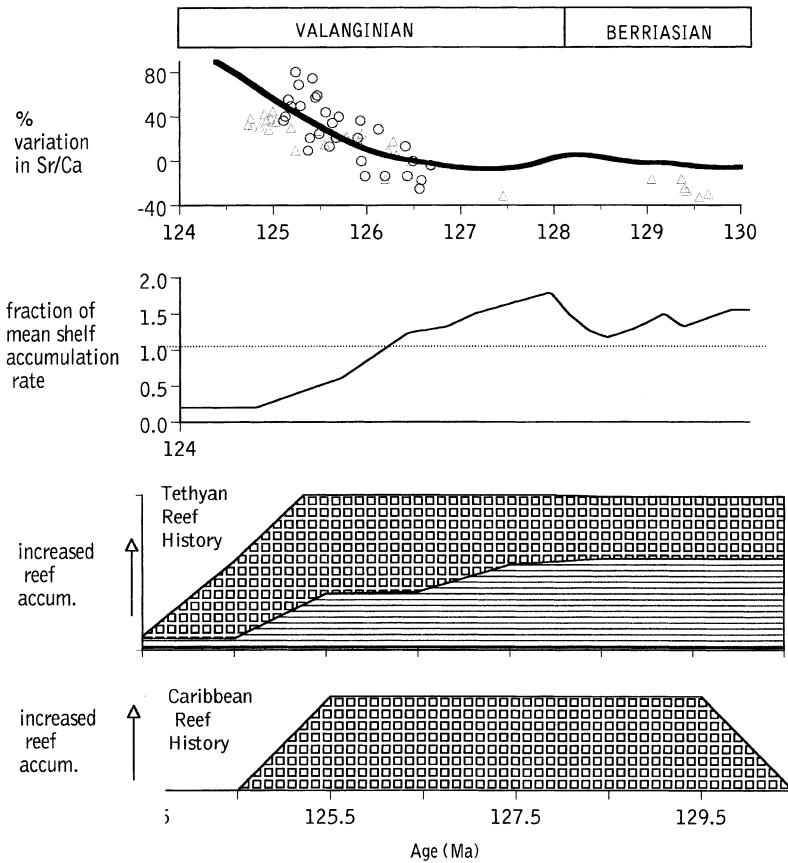 VALANGINIAN
BERRIASIAN
%
variation
in Sr/Ca
80
40
0
-40
124
125
126
127
128
129
130
fraction of
mean shelf
accumulation
rate
2.0
1.5
1.0
0.5
0.0
124
Tethyan
Reef
History
increased
reef
accum.
Caribbean
Reef
History
increased
reef
accum.
125.5
127.5
129.5
Age (Ma)